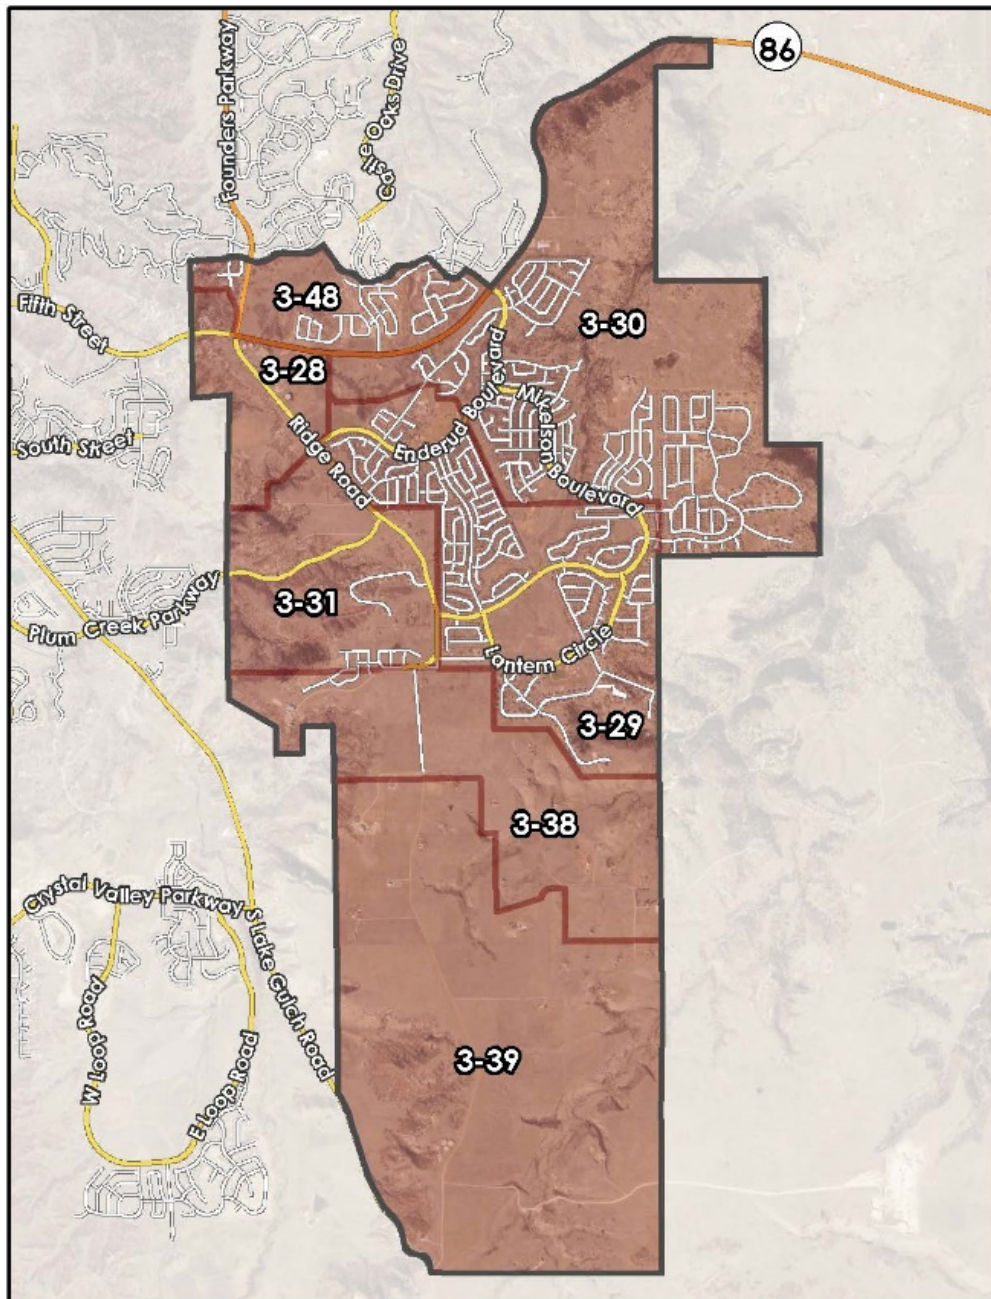 86
Founders Parkway
Castle Oaks Drive
3-48
3-30
Fifth Street
3-28
Enderud Boulevard
Mikelson Boulevard
Ridge Road
South Street
3-31
Plum Creek Parkway
Lantern Circle
3-29
3-38
Crystal Valley Parkway
S Lake Gulch Road
W Loop Road
E Loop Road
3-39